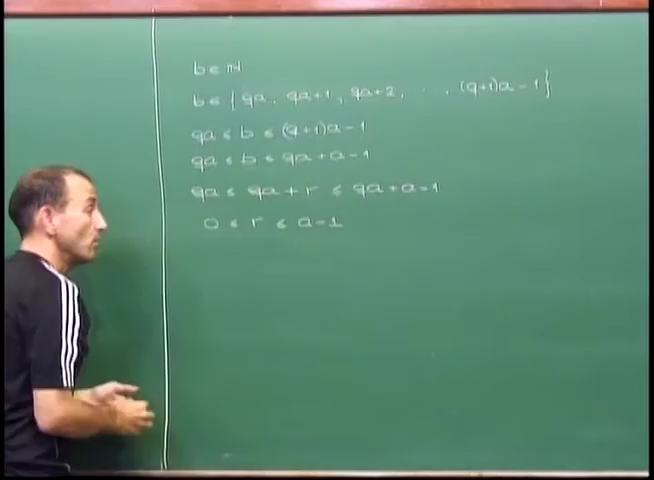 b ∈ ℕ
b ∈ {qa, qa+1, qa+2, . . , (q+1)a-1}
qa ≤ b ≤ (q+1)a-1
qa ≤ b ≤ qa+a-1
qa ≤ qa+r ≤ qa+a-1
0 ≤ r ≤ a-1